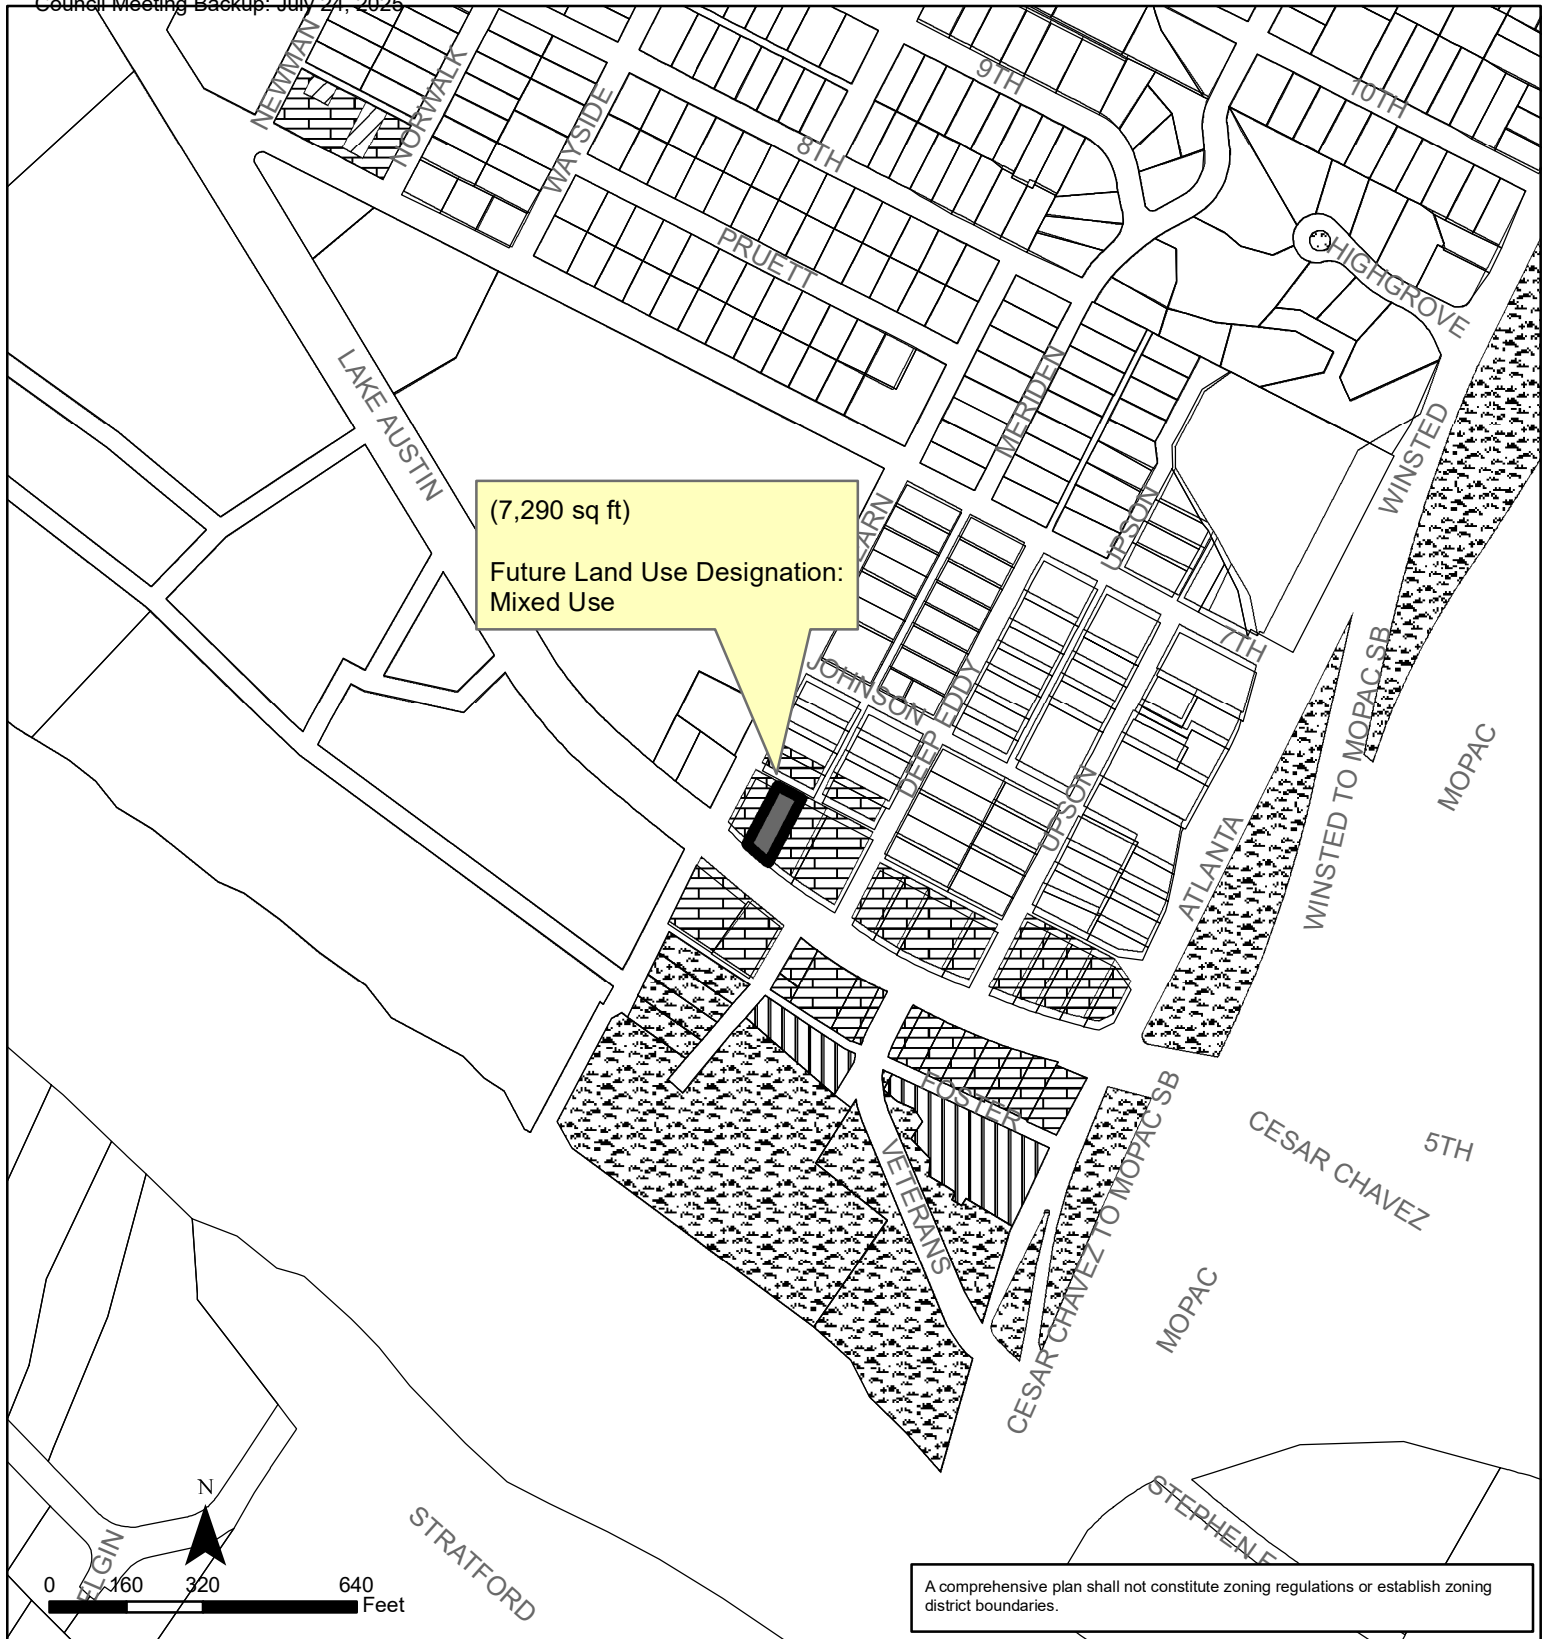 Council Meeting Backup: July 24, 2025
NEWMAN
NORWALK
WAYSIDE
9TH
10TH
8TH
PRUETT
HIGHGROVE
LAKE AUSTIN
MERIDEN
WINSTED
(7,290 sq ft)
Future Land Use Designation:
Mixed Use
UPSON
7TH
JOHNSON
DEEP EDDY
WINSTED TO MOPAC SB
MOPAC
UPSON
ATLANTA
FOSTER
VETERANS
CESAR CHAVEZ TO MOPAC SB
CESAR CHAVEZ
5TH
MOPAC
STEPHEN F
STRATFORD
ELGIN
N
0 160 320 640
Feet
A comprehensive plan shall not constitute zoning regulations or establish zoning
district boundaries.